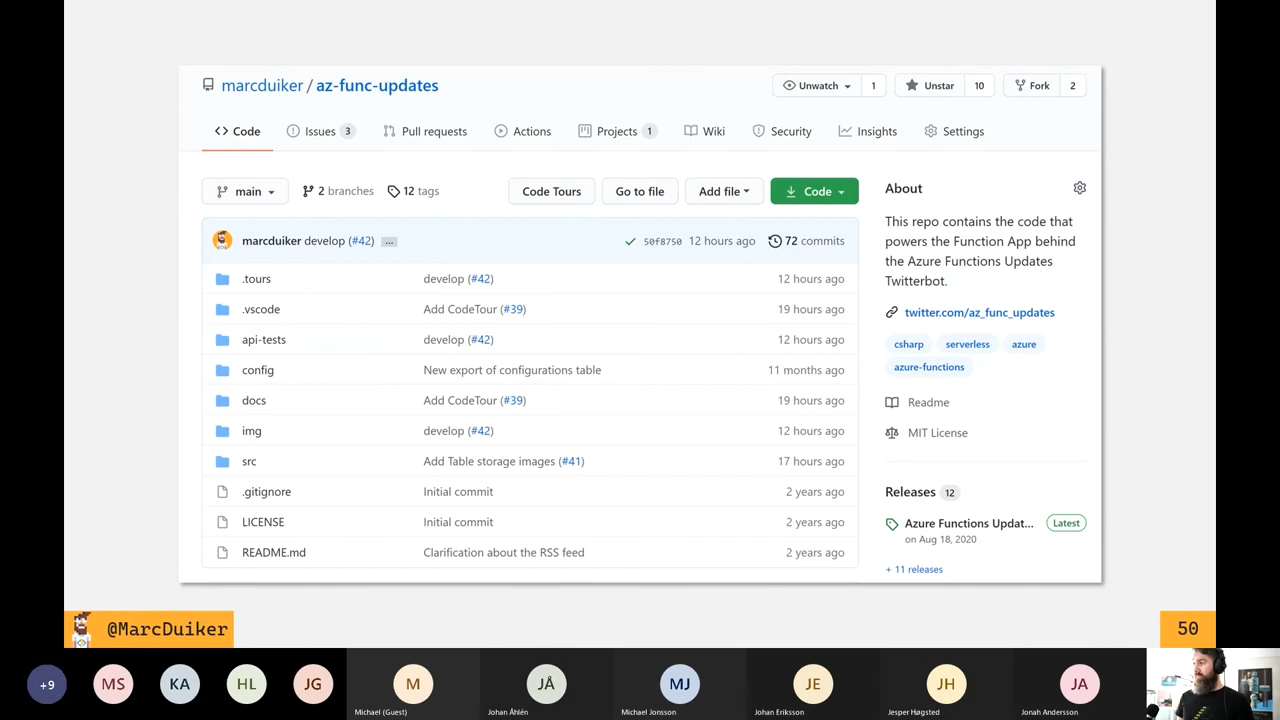 marcduiker / az-func-updates
Unwatch 1 Unstar 10 Fork 2
Code Issues 3 Pull requests Actions Projects 1 Wiki Security Insights Settings
main 2 branches 12 tags Code Tours Go to file Add file Code
marcduiker develop (#42) ... 50f8750 12 hours ago 72 commits
.tours develop (#42) 12 hours ago
.vscode Add CodeTour (#39) 19 hours ago
api-tests develop (#42) 12 hours ago
config New export of configurations table 11 months ago
docs Add CodeTour (#39) 19 hours ago
img develop (#42) 12 hours ago
src Add Table storage images (#41) 17 hours ago
.gitignore Initial commit 2 years ago
LICENSE Initial commit 2 years ago
README.md Clarification about the RSS feed 2 years ago
About
This repo contains the code that
powers the Function App behind
the Azure Functions Updates
Twitterbot.
twitter.com/az_func_updates
csharp serverless azure
azure-functions
Readme
MIT License
Releases 12
Azure Functions Updat... Latest
on Aug 18, 2020
+ 11 releases
@MarcDuiker
50
+9 MS KA HL JG M JÅ MJ JE JH JA
Michael (Guest) Johan Åhlén Michael Jonsson Johan Eriksson Jesper Høgsted Jonah Andersson